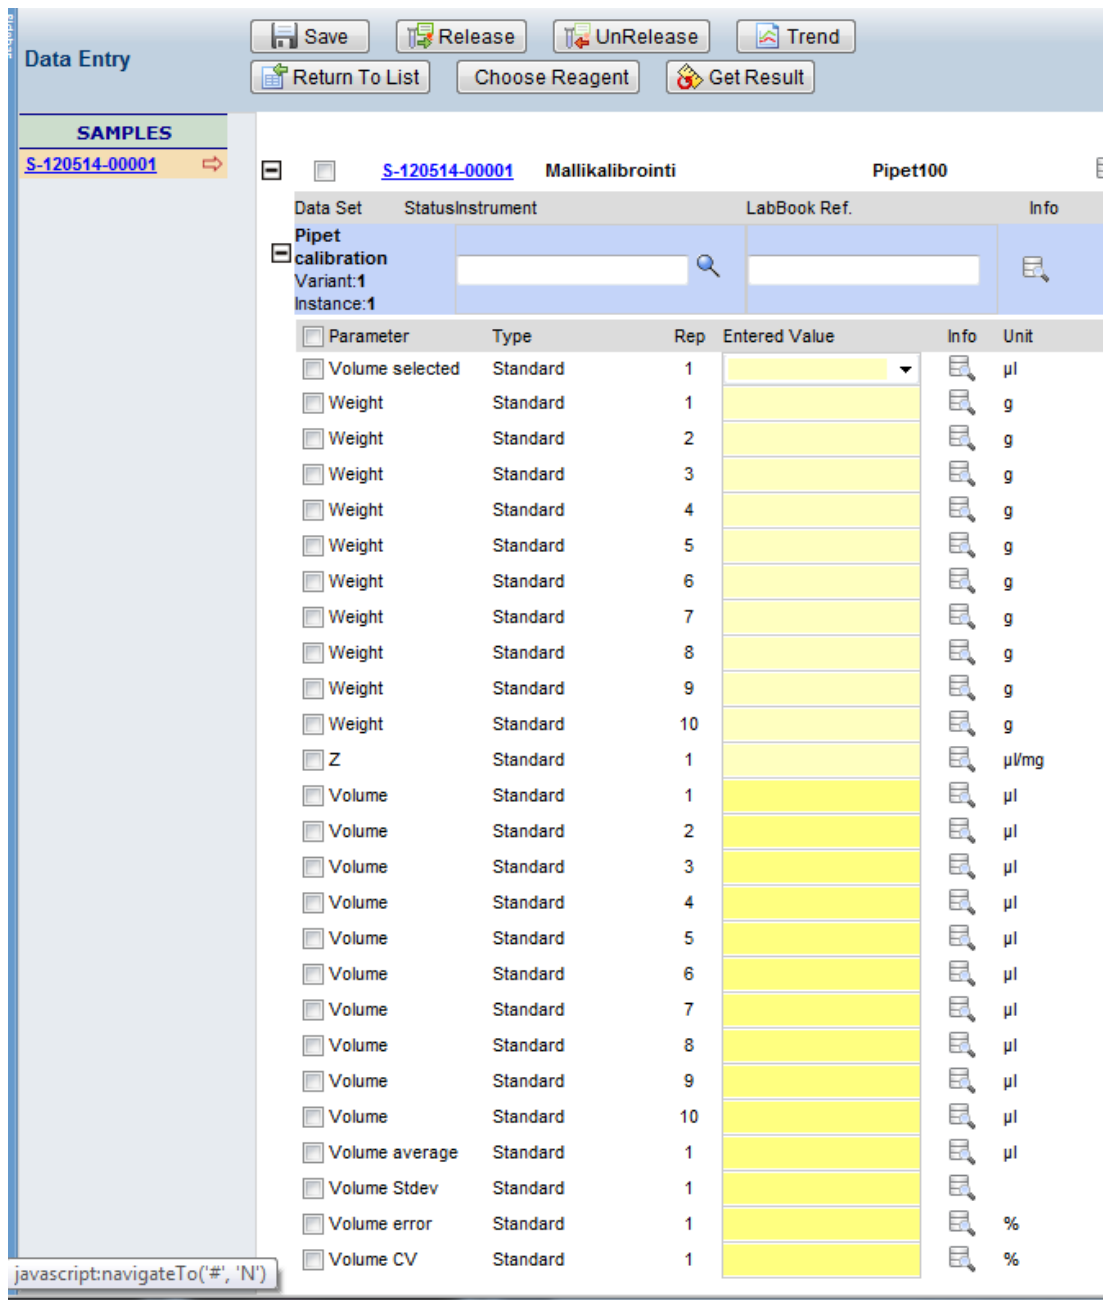 sidebar
Data Entry
Save Release UnRelease Trend
Return To List Choose Reagent Get Result
SAMPLES
S-120514-00001
S-120514-00001 Mallikalibrointi Pipet100
Data Set Status Instrument LabBook Ref. Info
Pipet
calibration
Variant:1
Instance:1
Parameter Type Rep Entered Value Info Unit
Volume selected Standard 1 µl
Weight Standard 1 g
Weight Standard 2 g
Weight Standard 3 g
Weight Standard 4 g
Weight Standard 5 g
Weight Standard 6 g
Weight Standard 7 g
Weight Standard 8 g
Weight Standard 9 g
Weight Standard 10 g
Z Standard 1 µl/mg
Volume Standard 1 µl
Volume Standard 2 µl
Volume Standard 3 µl
Volume Standard 4 µl
Volume Standard 5 µl
Volume Standard 6 µl
Volume Standard 7 µl
Volume Standard 8 µl
Volume Standard 9 µl
Volume Standard 10 µl
Volume average Standard 1 µl
Volume Stdev Standard 1
Volume error Standard 1 %
Volume CV Standard 1 %
javascript:navigateTo('#', 'N')